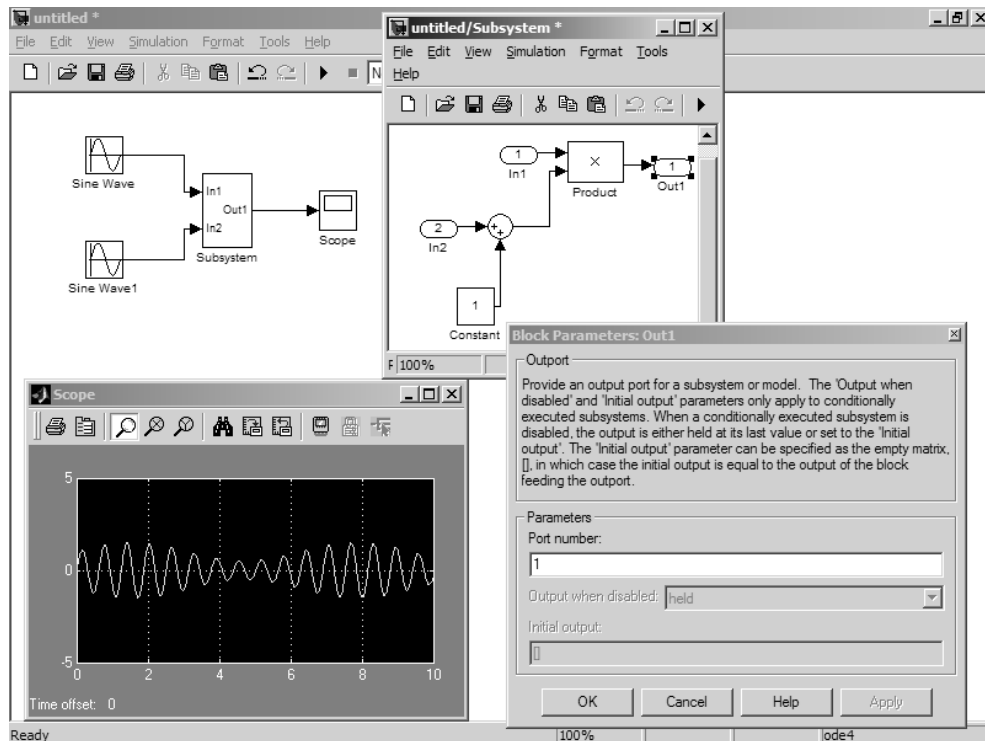 untitled *
File Edit View Simulation Format Tools Help
N
Sine Wave
Sine Wave1
In1
Out1
In2
Subsystem
Scope
untitled/Subsystem *
File Edit View Simulation Format Tools
Help
1
In1
×
Product
1
Out1
2
In2
+
+
1
Constant
F 100%
Scope
5
0
-5
0 2 4 6 8 10
Time offset: 0
Block Parameters: Out1
Outport
Provide an output port for a subsystem or model. The 'Output when
disabled' and 'Initial output' parameters only apply to conditionally
executed subsystems. When a conditionally executed subsystem is
disabled, the output is either held at its last value or set to the 'Initial
output'. The 'Initial output' parameter can be specified as the empty matrix,
[], in which case the initial output is equal to the output of the block
feeding the outport.
Parameters
Port number:
1
Output when disabled: held
Initial output:
[]
OK Cancel Help Apply
Ready 100% ode4